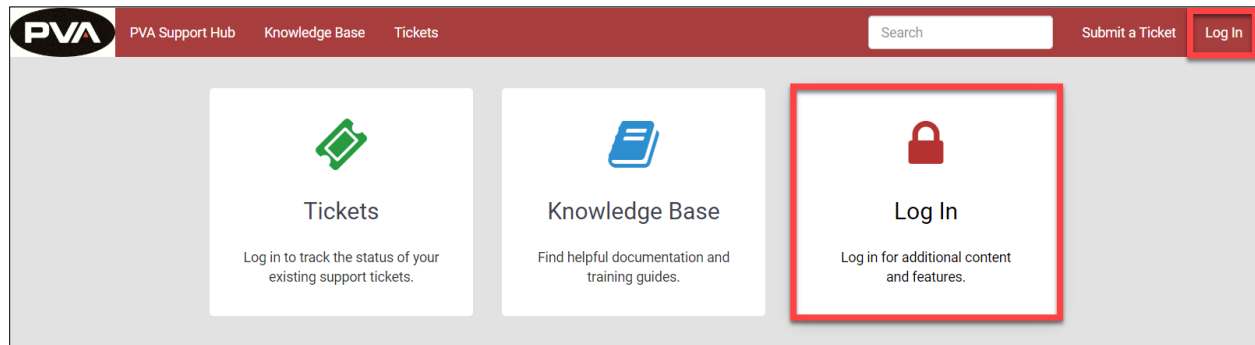 PVA PVA Support Hub Knowledge Base Tickets Search Submit a Ticket Log In
Tickets
Log in to track the status of your
existing support tickets.
Knowledge Base
Find helpful documentation and
training guides.
Log In
Log in for additional content
and features.